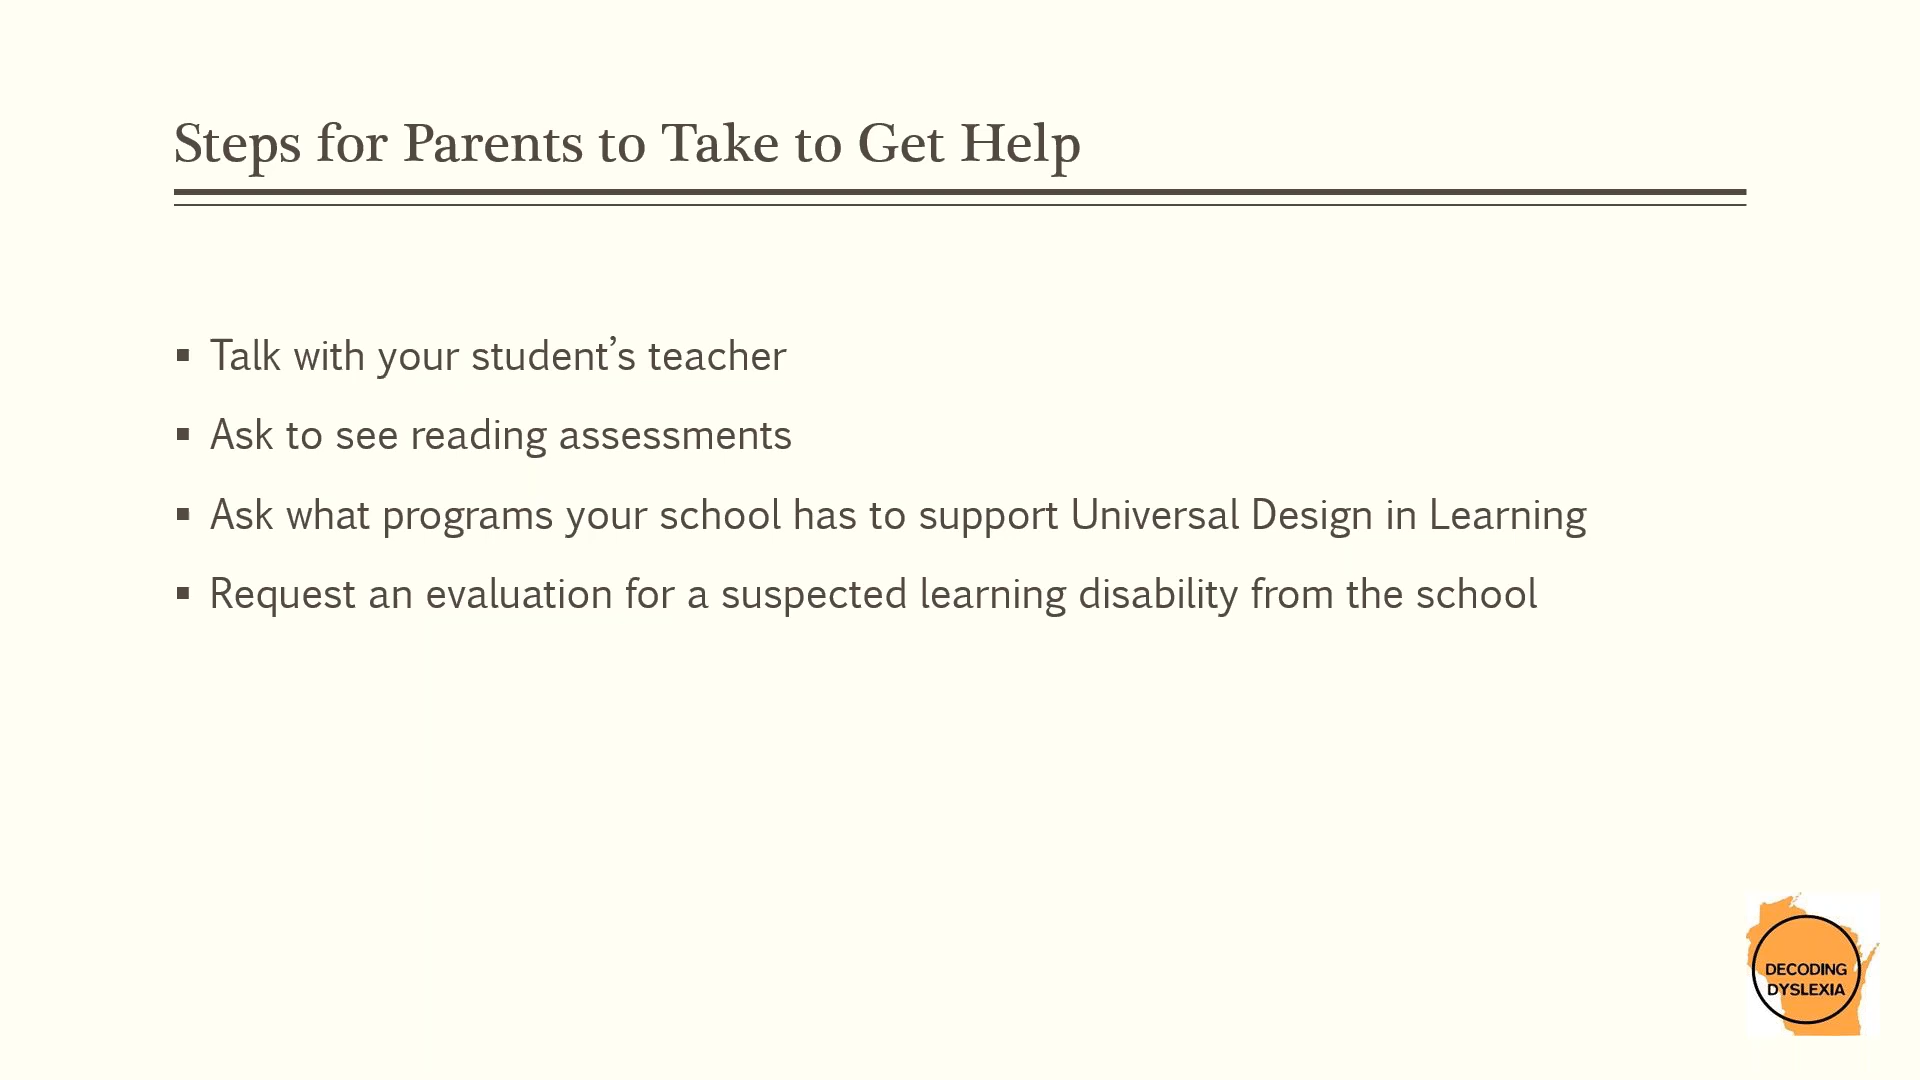 Steps for Parents to Take to Get Help
▪ Talk with your student’s teacher
▪ Ask to see reading assessments
▪ Ask what programs your school has to support Universal Design in Learning
▪ Request an evaluation for a suspected learning disability from the school
DECODING
DYSLEXIA